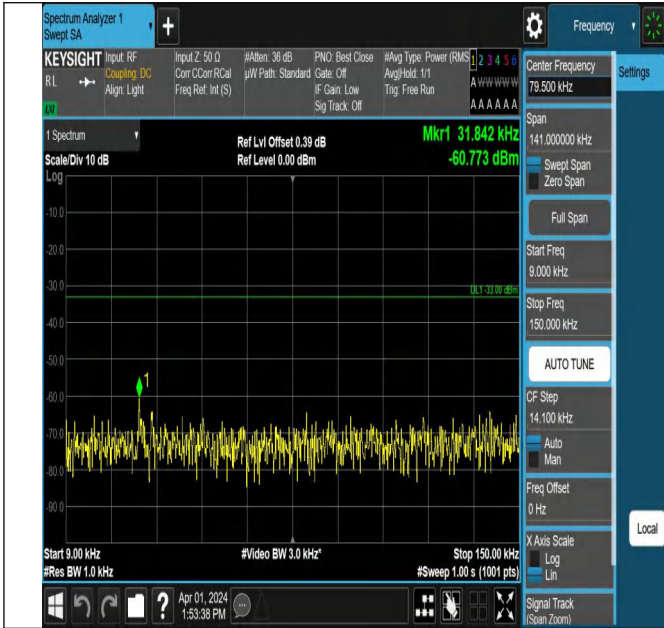 Spectrum Analyzer 1
Swept SA
Frequency
KEYSIGHT
RL
LXI
Input: RF
Coupling: DC
Align: Light
Input Z: 50 Ω
Corr CCorr RCal
Freq Ref: Int (S)
#Atten: 36 dB
µW Path: Standard
PNO: Best Close
Gate: Off
IF Gain: Low
Sig Track: Off
#Avg Type: Power (RMS
Avg|Hold: 1/1
Trig: Free Run
1 2 3 4 5 6
A W W W W W
A A A A A A
1 Spectrum
Scale/Div 10 dB
Ref Lvl Offset 0.39 dB
Ref Level 0.00 dBm
Mkr1 31.842 kHz
-60.773 dBm
Log
-10.0
-20.0
-30.0
DL1 -33.00 dBm
-40.0
-50.0
1
-60.0
-70.0
-80.0
-90.0
Start 9.00 kHz
#Res BW 1.0 kHz
#Video BW 3.0 kHz*
Stop 150.00 kHz
#Sweep 1.00 s (1001 pts)
Apr 01, 2024
1:53:38 PM
Center Frequency
79.500 kHz
Settings
Span
141.000000 kHz
Swept Span
Zero Span
Full Span
Start Freq
9.000 kHz
Stop Freq
150.000 kHz
AUTO TUNE
CF Step
14.100 kHz
Auto
Man
Freq Offset
0 Hz
X Axis Scale
Log
Lin
Local
Signal Track
(Span Zoom)